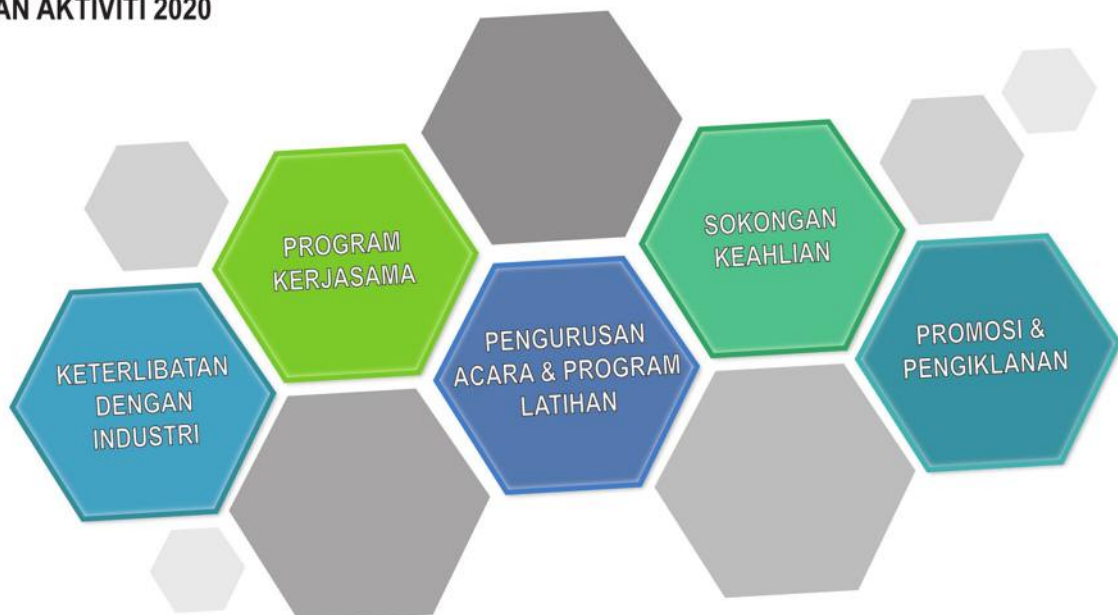 AN AKTIVITI 2020
PROGRAM
KERJASAMA
SOKONGAN
KEAHLIAN
KETERLIBATAN
DENGAN
INDUSTRI
PENGURUSAN
ACARA & PROGRAM
LATIHAN
PROMOSI &
PENGIKLANAN